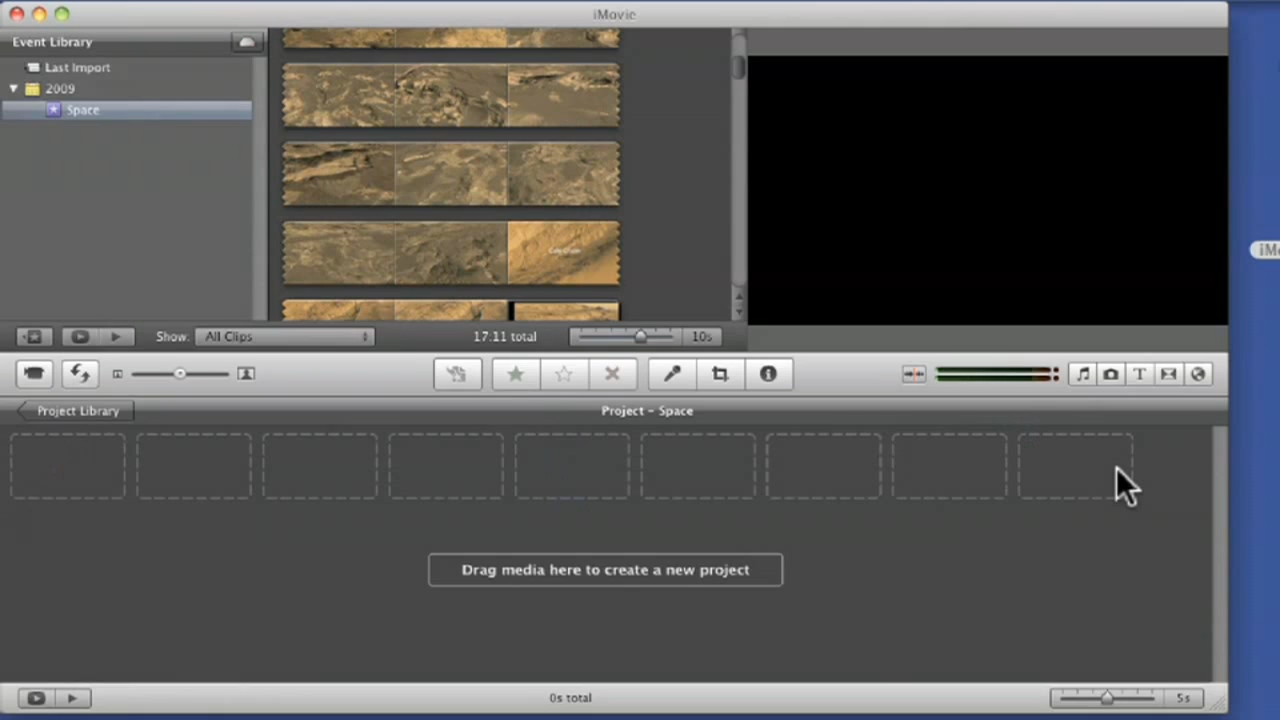 iMovie
Event Library
Last Import
2009
Space
Show: All Clips
17:11 total
10s
T
Project Library
Project - Space
Drag media here to create a new project
0s total
5s